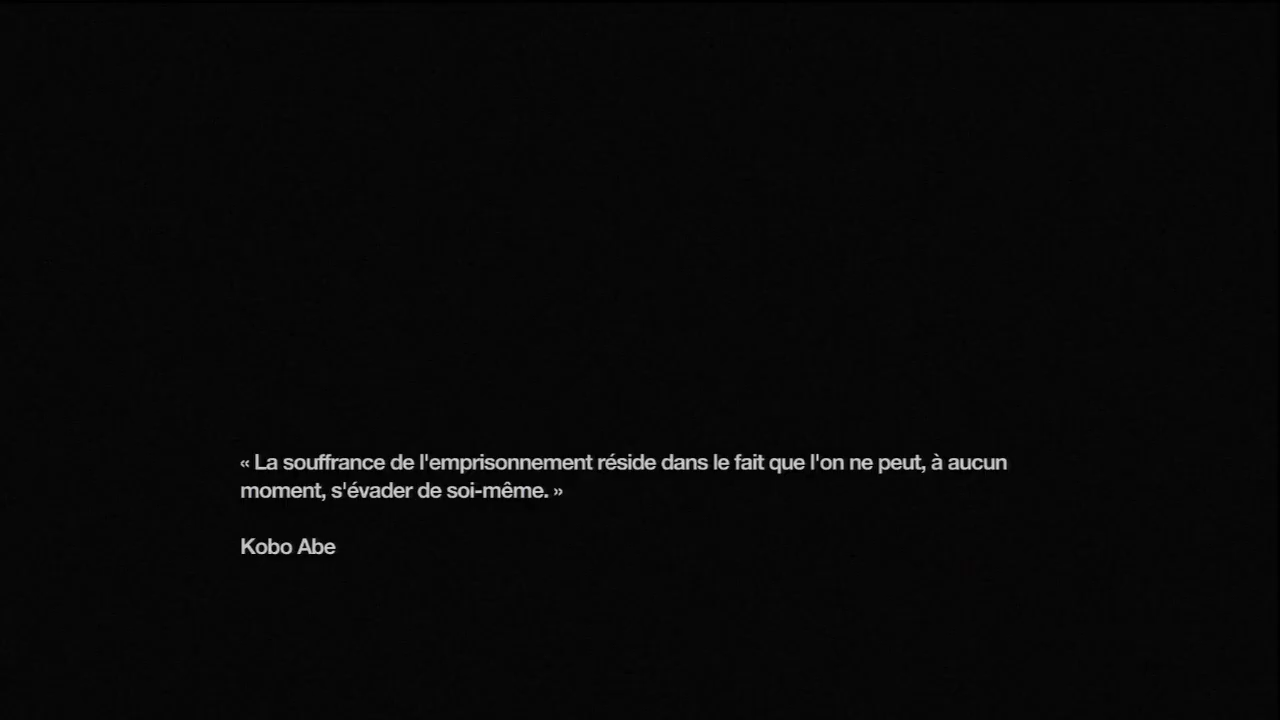 « La souffrance de l'emprisonnement réside dans le fait que l'on ne peut, à aucun
moment, s'évader de soi-même. »
Kobo Abe